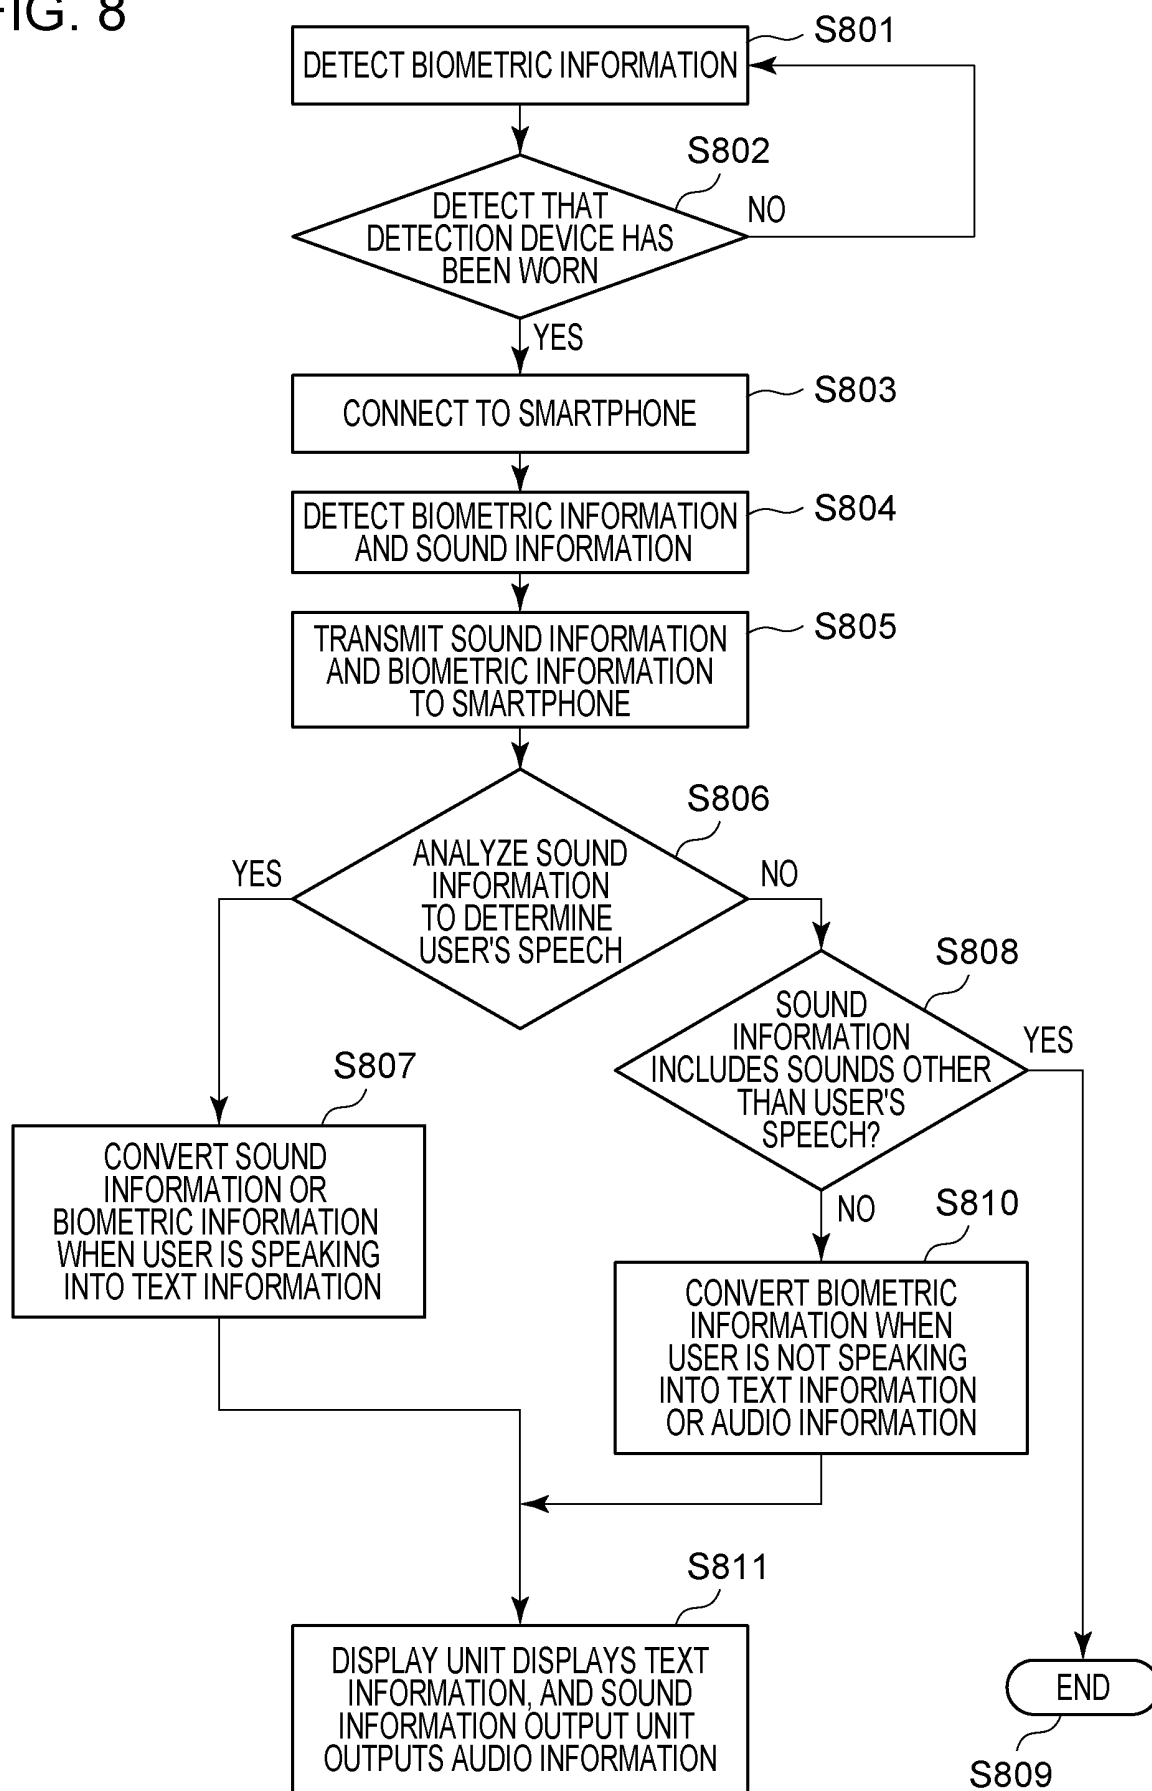 FIG. 8
S801
DETECT BIOMETRIC INFORMATION
S802
DETECT THAT
DETECTION DEVICE HAS
BEEN WORN
NO
YES
S803
CONNECT TO SMARTPHONE
S804
DETECT BIOMETRIC INFORMATION
AND SOUND INFORMATION
S805
TRANSMIT SOUND INFORMATION
AND BIOMETRIC INFORMATION
TO SMARTPHONE
S806
ANALYZE SOUND
INFORMATION
TO DETERMINE
USER'S SPEECH
YES
NO
S808
SOUND
INFORMATION
INCLUDES SOUNDS OTHER
THAN USER'S
SPEECH?
YES
S807
CONVERT SOUND
INFORMATION OR
BIOMETRIC INFORMATION
WHEN USER IS SPEAKING
INTO TEXT INFORMATION
NO
S810
CONVERT BIOMETRIC
INFORMATION WHEN
USER IS NOT SPEAKING
INTO TEXT INFORMATION
OR AUDIO INFORMATION
S811
DISPLAY UNIT DISPLAYS TEXT
INFORMATION, AND SOUND
INFORMATION OUTPUT UNIT
OUTPUTS AUDIO INFORMATION
END
S809